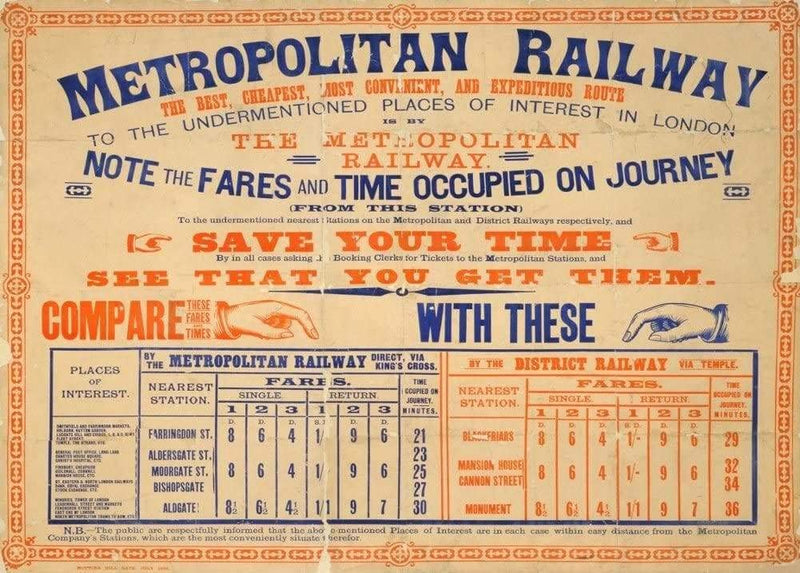 METROPOLITAN RAILWAY
THE BEST, CHEAPEST, MOST CONVENIENT, AND EXPEDITIOUS ROUTE
TO THE UNDERMENTIONED PLACES OF INTEREST IN LONDON
IS BY
THE METROPOLITAN
RAILWAY.
NOTE THE FARES AND TIME OCCUPIED ON JOURNEY
(FROM THIS STATION)
To the undermentioned nearest Stations on the Metropolitan and District Railways respectively, and
SAVE YOUR TIME
By in all cases asking Booking Clerks for Tickets to the Metropolitan Stations, and
SEE THAT YOU GET THEM.
COMPARE THESE FARES AND TIMES WITH THESE
PLACES OF INTEREST.
BY THE METROPOLITAN RAILWAY DIRECT, VIA KING'S CROSS.
NEAREST STATION.
FARES.
SINGLE. RETURN.
1 2 3 1 2 3
TIME OCCUPIED ON JOURNEY. MINUTES.
BY THE DISTRICT RAILWAY VIA TEMPLE.
NEAREST STATION.
FARES.
SINGLE. RETURN.
1 2 3 1 2 3
TIME OCCUPIED ON JOURNEY. MINUTES.
D. D. D. S. D. D. D.
D. D. D. S. D. D. D.
FARRINGDON ST. 8 6 4 1/ 9 6 21
BLACKFRIARS 8 6 4 1/- 9 6 29
ALDERSGATE ST. 23
MOORGATE ST. 8 6 4 1/ 9 6 25
MANSION HOUSE 32
CANNON STREET 8 6 4 1/- 9 6 34
BISHOPSGATE 27
ALDGATE 8½ 6½ 4½ 1/1 9 7 30
MONUMENT 8½ 6½ 4½ 1/1 9 7 36
N.B.—The public are respectfully informed that the above-mentioned Places of Interest are in each case within easy distance from the Metropolitan
Company's Stations, which are the most conveniently situate therefor.